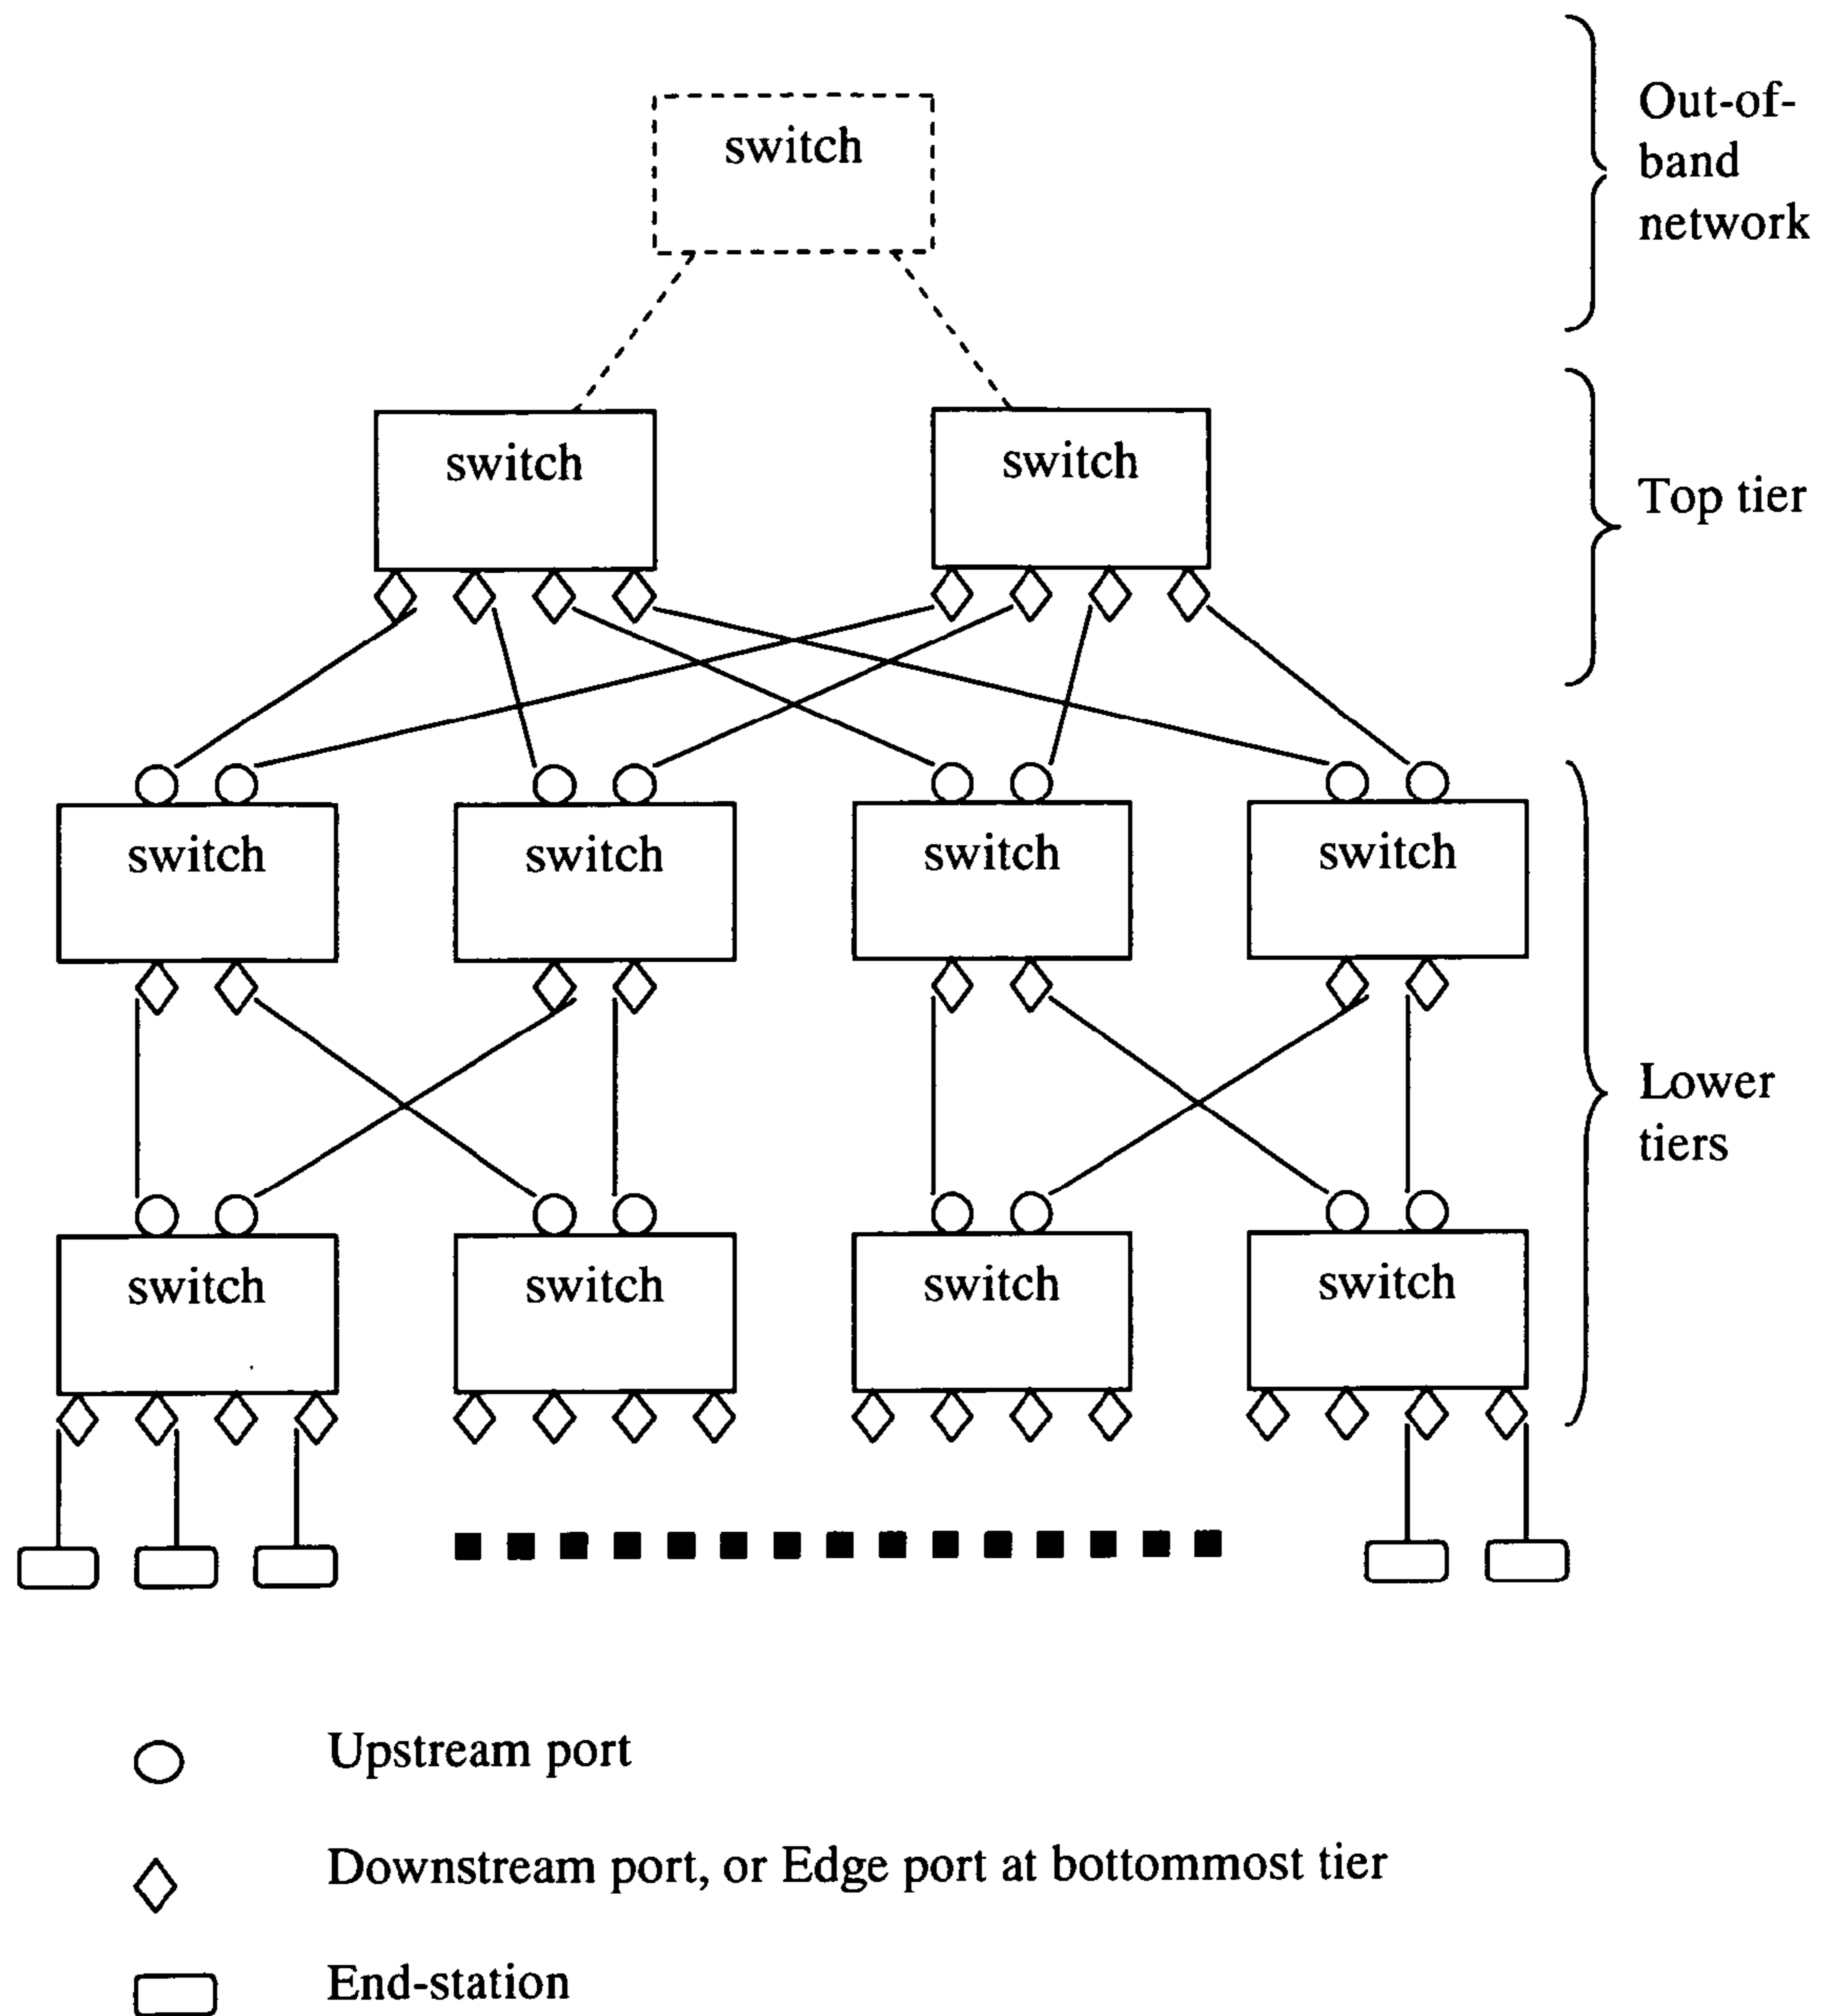 switch
Out-of-
band
network
switch
switch
Top tier
switch
switch
switch
switch
Lower
tiers
switch
switch
switch
switch
Upstream port
Downstream port, or Edge port at bottommost tier
End-station